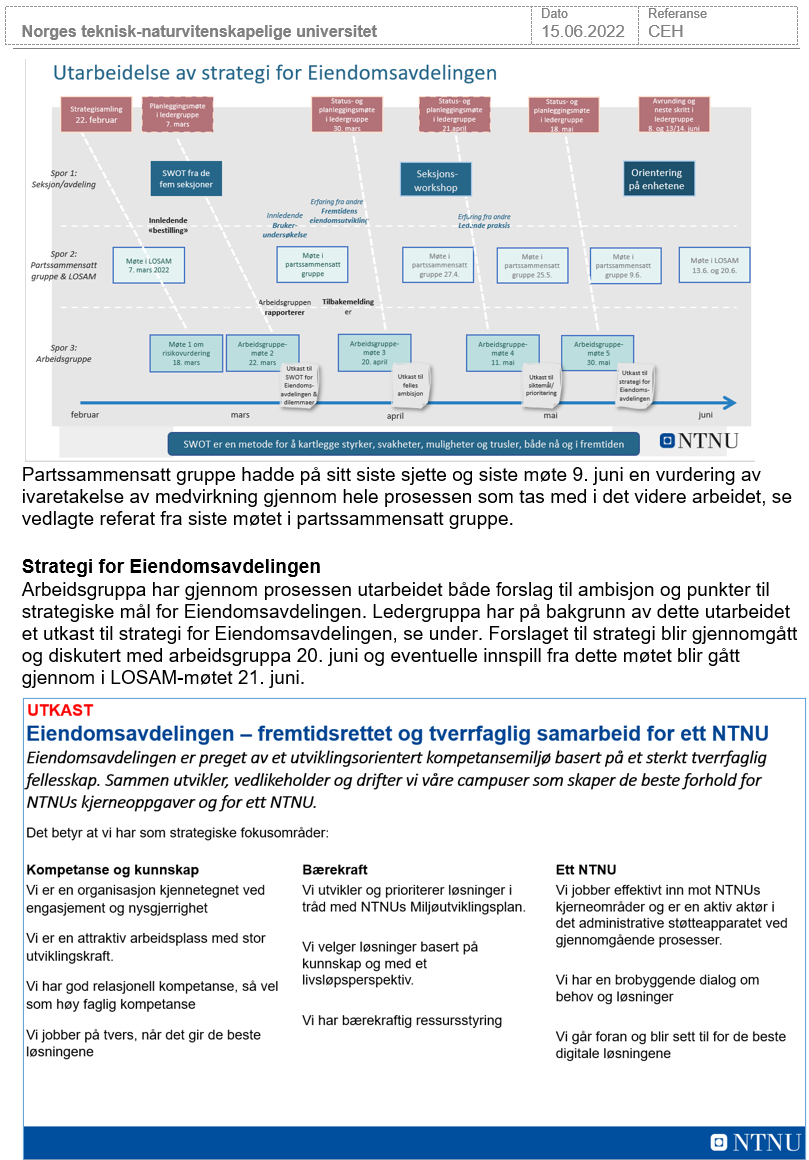 Norges teknisk-naturvitenskapelige universitet
Dato
15.06.2022
Referanse
CEH
Utarbeidelse av strategi for Eiendomsavdelingen
Strategisamling
22. februar
Planleggingsmøte
i ledergruppe
7. mars
Status- og
planleggingsmøte
i ledergruppe
30. mars
Status- og
planleggingsmøte
i ledergruppe
21.april
Status- og
planleggingsmøte
i ledergruppe
18. mai
Avrunding og
neste skritt i
ledergruppe
8. og 13/14. juni
Spor 1:
Seksjon/avdeling
SWOT fra de
fem seksjoner
Seksjons-
workshop
Orientering
på enhetene
Innledende
«bestilling»
Innledende
Bruker-
undersøkelse
Erfaring fra andre
Fremtidens
eiendomsutvikling
Erfaring fra andre
Ledende praksis
Spor 2:
Partssammensatt
gruppe & LOSAM
Møte i LOSAM
7. mars 2022
Møte i
partssammensatt
gruppe
Møte i
partssammensatt
gruppe 27.4.
Møte i
partssammensatt
gruppe 25.5.
Møte i
partssammensatt
gruppe 9.6.
Møte i LOSAM
13.6. og 20.6.
Arbeidsgruppen
rapporterer
Tilbakemelding
er
Spor 3:
Arbeidsgruppe
Møte 1 om
risikovurdering
18. mars
Arbeidsgruppe-
møte 2
22. mars
Arbeidsgruppe-
møte 3
20. april
Arbeidsgruppe-
møte 4
11. mai
Arbeidsgruppe-
møte 5
30. mai
Utkast til
SWOT for
Eiendoms-
avdelingen &
dilemmaer
Utkast til
felles
ambisjon
Utkast til
siktemål/
prioritering
Utkast til
strategi for
Eiendoms-
avdelingen
februar
mars
april
mai
juni
SWOT er en metode for å kartlegge styrker, svakheter, muligheter og trusler, både nå og i fremtiden
NTNU
Partssammensatt gruppe hadde på sitt siste sjette og siste møte 9. juni en vurdering av
ivaretakelse av medvirkning gjennom hele prosessen som tas med i det videre arbeidet, se
vedlagte referat fra siste møtet i partssammensatt gruppe.
Strategi for Eiendomsavdelingen
Arbeidsgruppa har gjennom prosessen utarbeidet både forslag til ambisjon og punkter til
strategiske mål for Eiendomsavdelingen. Ledergruppa har på bakgrunn av dette utarbeidet
et utkast til strategi for Eiendomsavdelingen, se under. Forslaget til strategi blir gjennomgått
og diskutert med arbeidsgruppa 20. juni og eventuelle innspill fra dette møtet blir gått
gjennom i LOSAM-møtet 21. juni.
UTKAST
Eiendomsavdelingen – fremtidsrettet og tverrfaglig samarbeid for ett NTNU
Eiendomsavdelingen er preget av et utviklingsorientert kompetansemiljø basert på et sterkt tverrfaglig
fellesskap. Sammen utvikler, vedlikeholder og drifter vi våre campuser som skaper de beste forhold for
NTNUs kjerneoppgaver og for ett NTNU.
Det betyr at vi har som strategiske fokusområder:
Kompetanse og kunnskap
Vi er en organisasjon kjennetegnet ved
engasjement og nysgjerrighet
Vi er en attraktiv arbeidsplass med stor
utviklingskraft.
Vi har god relasjonell kompetanse, så vel
som høy faglig kompetanse
Vi jobber på tvers, når det gir de beste
løsningene
Bærekraft
Vi utvikler og prioriterer løsninger i
tråd med NTNUs Miljøutviklingsplan.
Vi velger løsninger basert på
kunnskap og med et
livsløpsperspektiv.
Vi har bærekraftig ressursstyring
Ett NTNU
Vi jobber effektivt inn mot NTNUs
kjerneområder og er en aktiv aktør i
det administrative støtteapparatet ved
gjennomgående prosesser.
Vi har en brobyggende dialog om
behov og løsninger
Vi går foran og blir sett til for de beste
digitale løsningene
NTNU